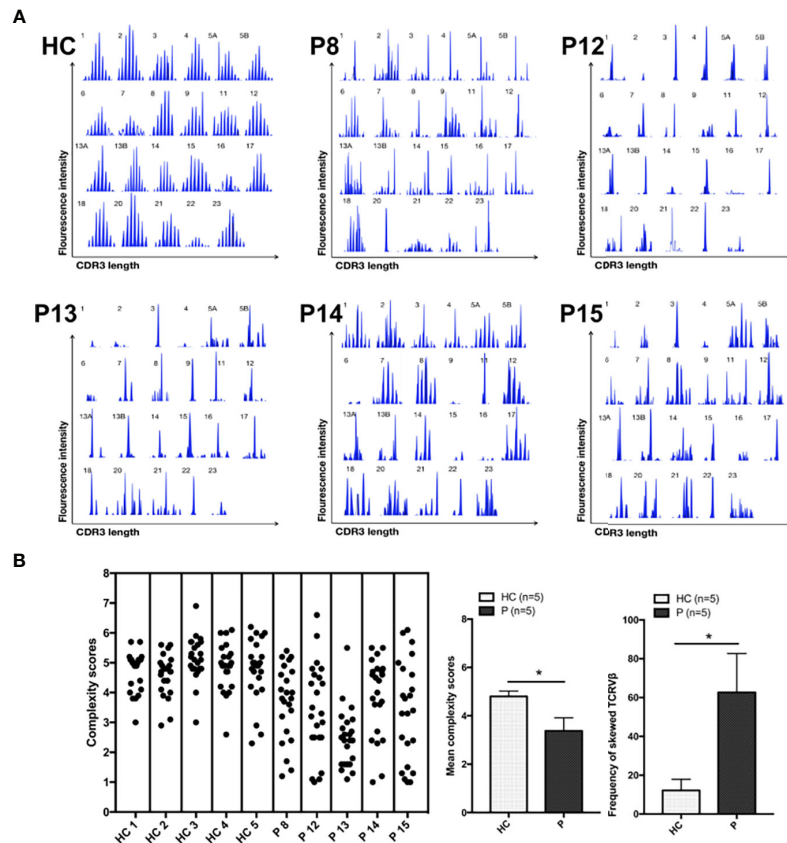 A
HC
P8
P12
1 2 3 4 5A 5B
6 7 8 9 11 12
13A 13B 14 15 16 17
18 20 21 22 23
Flourescence intensity
CDR3 length
1 2 3 4 5A 5B
6 7 8 9 11 12
13A 13B 14 15 16 17
18 20 21 22 23
Flourescence intensity
CDR3 length
1 2 3 4 5A 5B
6 7 8 9 11 12
13A 13B 14 15 16 17
18 20 21 22 23
Flourescence intensity
CDR3 length
P13
P14
P15
1 2 3 4 5A 5B
6 7 8 9 11 12
13A 13B 14 15 16 17
18 20 21 22 23
Flourescence intensity
CDR3 length
1 2 3 4 5A 5B
6 7 8 9 11 12
13A 13B 14 15 16 17
18 20 21 22 23
Flourescence intensity
CDR3 length
1 2 3 4 5A 5B
6 7 8 9 11 12
13A 13B 14 15 16 17
18 20 21 22 23
Flourescence intensity
CDR3 length
B
Complexity scores
8
7
6
5
4
3
2
1
0
HC 1 HC 2 HC 3 HC 4 HC 5 P 8 P 12 P 13 P 14 P 15
HC (n=5)
P (n=5)
Mean complexity scores
8
6
4
2
0
*
HC P
HC (n=5)
P (n=5)
Frequency of skewed TCRVβ
100
80
60
40
20
0
*
HC P